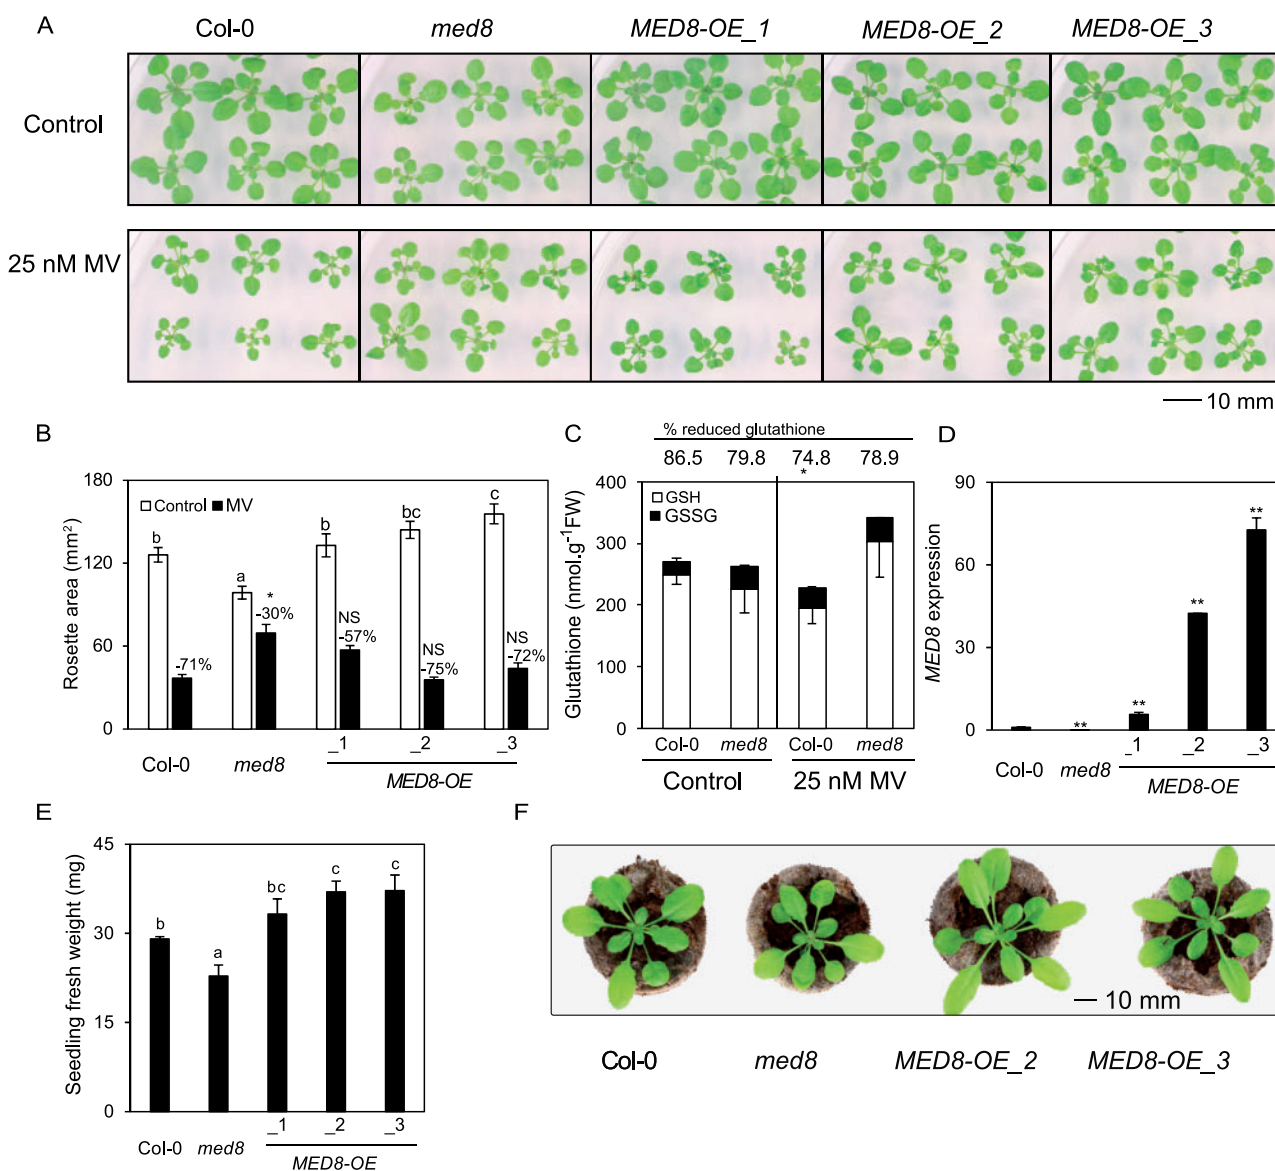 A
Col-0 med8 MED8-OE_1 MED8-OE_2 MED8-OE_3
Control
25 nM MV
10 mm
B
Rosette area (mm²)
180
120
60
0
Control MV
b
-71%
a
*
-30%
b
NS
-57%
bc
NS
-75%
c
NS
-72%
_1 _2 _3
Col-0 med8 MED8-OE
C
% reduced glutathione
86.5 79.8 74.8 78.9
*
Glutathione (nmol.g⁻¹FW)
400
300
200
100
0
GSH
GSSG
Col-0 med8 Col-0 med8
Control 25 nM MV
D
MED8 expression
90
60
30
0
** ** ** **
_1 _2 _3
Col-0 med8 MED8-OE
E
Seedling fresh weight (mg)
45
30
15
0
b a bc c c
_1 _2 _3
Col-0 med8 MED8-OE
F
10 mm
Col-0 med8 MED8-OE_2 MED8-OE_3